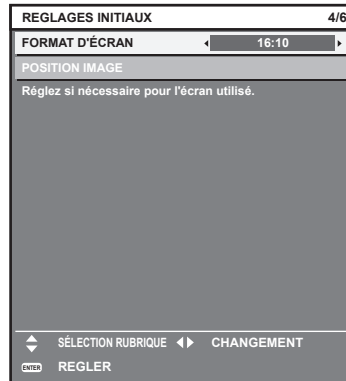 REGLAGES INITIAUX 4/6
FORMAT D'ÉCRAN 16:10
POSITION IMAGE
Réglez si nécessaire pour l'écran utilisé.
SÉLECTION RUBRIQUE CHANGEMENT
ENTER REGLER